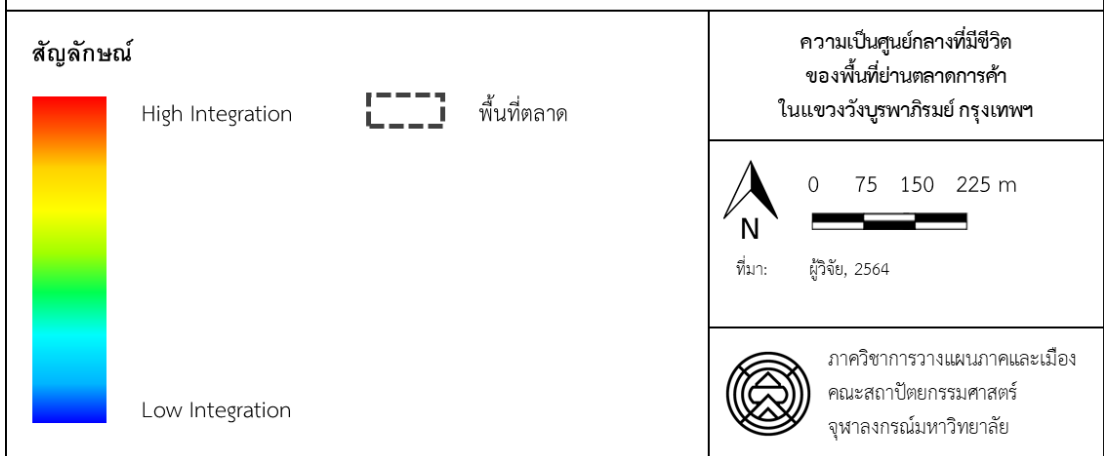 สัญลักษณ์
High Integration
พื้นที่ตลาด
Low Integration
ความเป็นศูนย์กลางที่มีชีวิต
ของพื้นที่ย่านตลาดการค้า
ในแขวงวังบูรพาภิรมย์ กรุงเทพฯ
0 75 150 225 m
N
ที่มา: ผู้วิจัย, 2564
ภาควิชาการวางแผนภาคและเมือง
คณะสถาปัตยกรรมศาสตร์
จุฬาลงกรณ์มหาวิทยาลัย